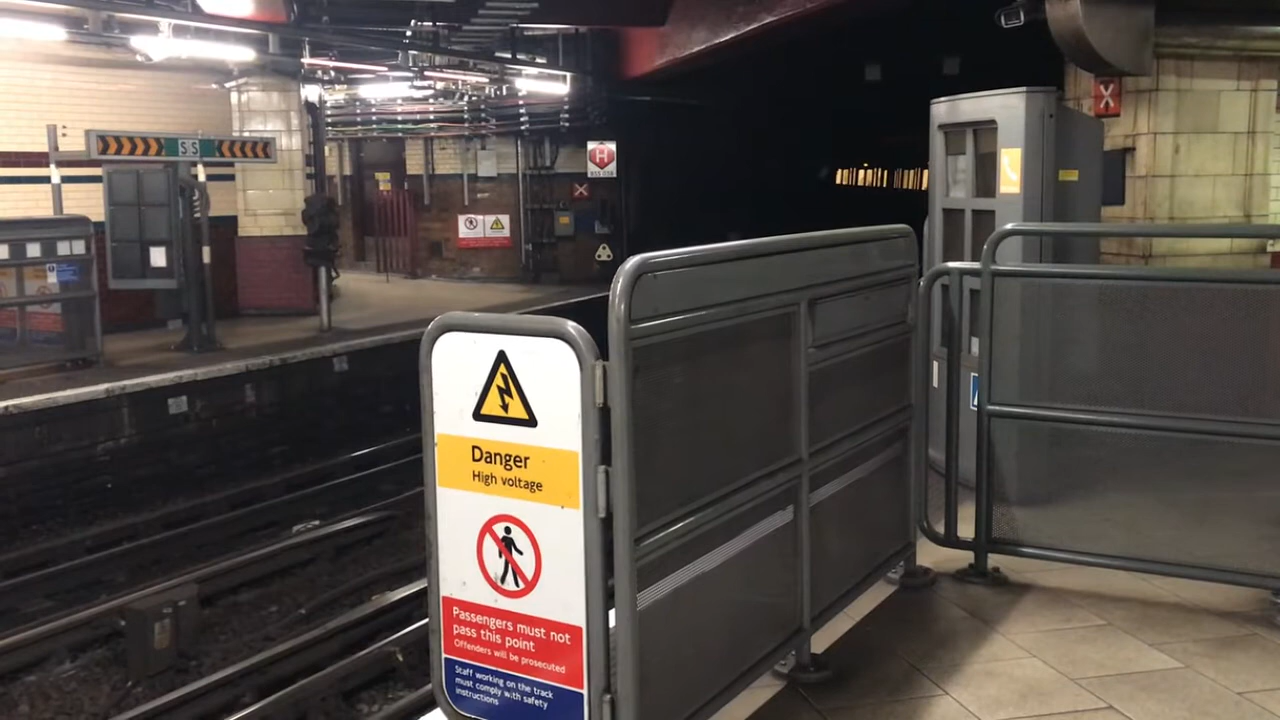 S S
H
X
X
Danger
High voltage
Passengers must not
pass this point
Offenders will be prosecuted
Staff working on the track
must comply with safety
instructions